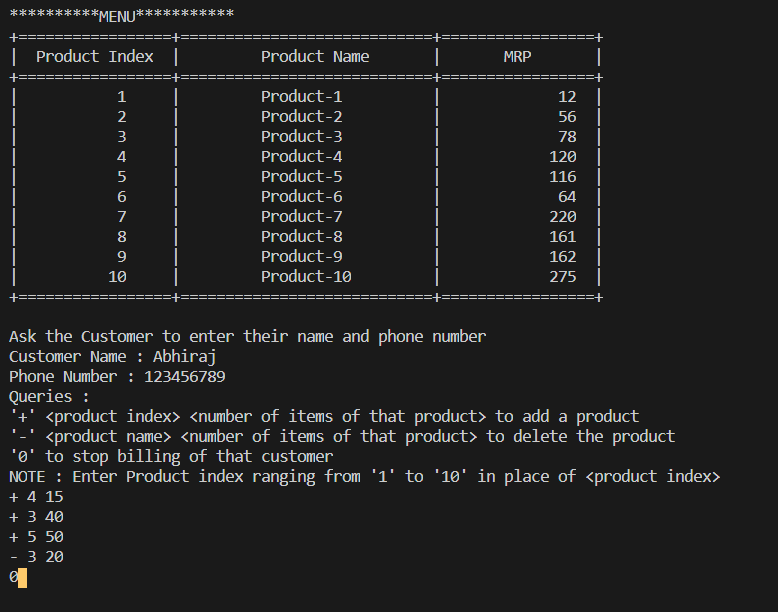 **********MENU***********
+=================+============================+=================+
|  Product Index  |         Product Name       |       MRP       |
+=================+============================+=================+
|           1     |         Product-1          |             12  |
|           2     |         Product-2          |             56  |
|           3     |         Product-3          |             78  |
|           4     |         Product-4          |            120  |
|           5     |         Product-5          |            116  |
|           6     |         Product-6          |             64  |
|           7     |         Product-7          |            220  |
|           8     |         Product-8          |            161  |
|           9     |         Product-9          |            162  |
|          10     |         Product-10         |            275  |
+=================+============================+=================+
Ask the Customer to enter their name and phone number
Customer Name : Abhiraj
Phone Number : 123456789
Queries :
'+' <product index> <number of items of that product> to add a product
'-' <product name> <number of items of that product> to delete the product
'0' to stop billing of that customer
NOTE : Enter Product index ranging from '1' to '10' in place of <product index>
+ 4 15
+ 3 40
+ 5 50
- 3 20
0